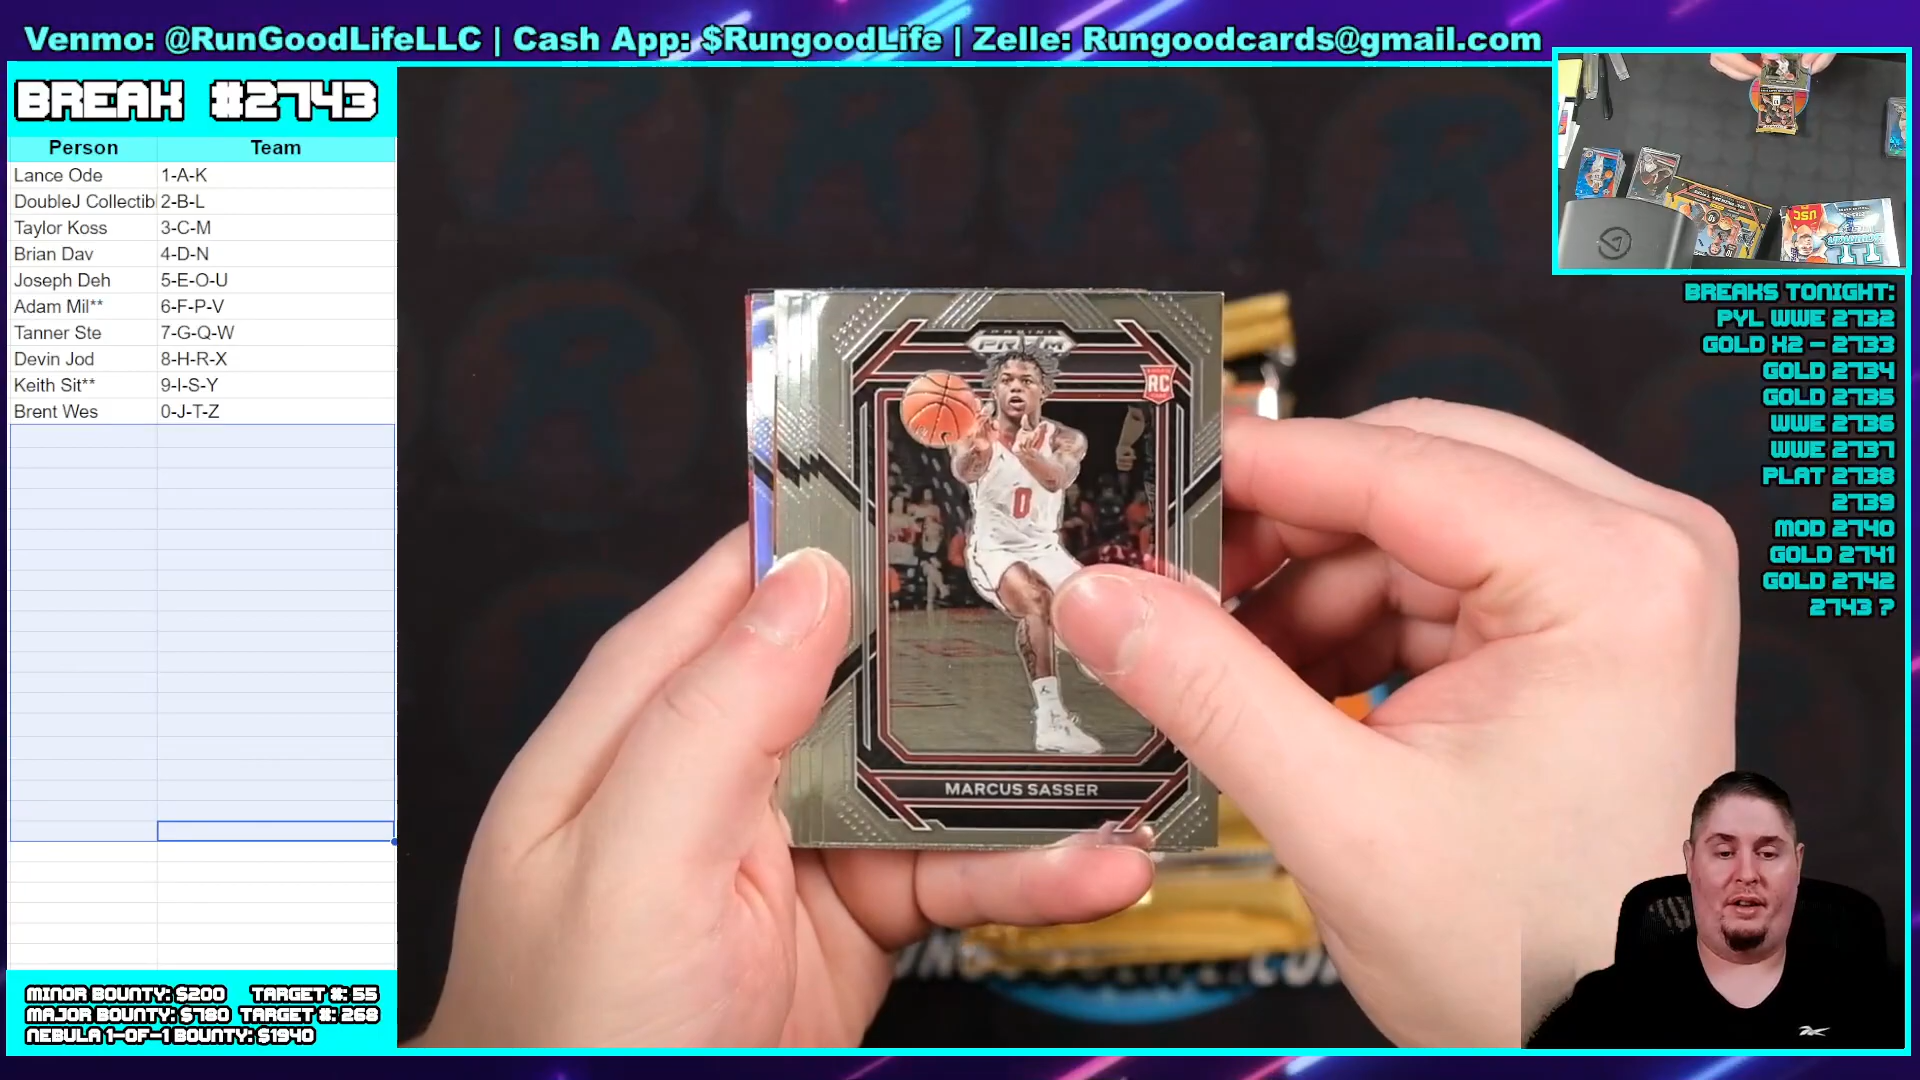 Venmo: @RunGoodLifeLLC | Cash App: $RungoodLife | Zelle: Rungoodcards@gmail.com
BREAK #2743
Person Team
Lance Ode 1-A-K
DoubleJ Collectib 2-B-L
Taylor Koss 3-C-M
Brian Dav 4-D-N
Joseph Deh 5-E-O-U
Adam Mil** 6-F-P-V
Tanner Ste 7-G-Q-W
Devin Jod 8-H-R-X
Keith Sit** 9-I-S-Y
Brent Wes 0-J-T-Z
MINOR BOUNTY: $200 TARGET #: 55
MAJOR BOUNTY: $780 TARGET #: 268
NEBULA 1-OF-1 BOUNTY: $1940
PANINI
PRIZM
RC
0
MARCUS SASSER
USC
BREAKS TONIGHT:
PYL WWE 2732
GOLD X2 - 2733
GOLD 2734
GOLD 2735
WWE 2736
WWE 2737
PLAT 2738
2739
MOD 2740
GOLD 2741
GOLD 2742
2743 ?